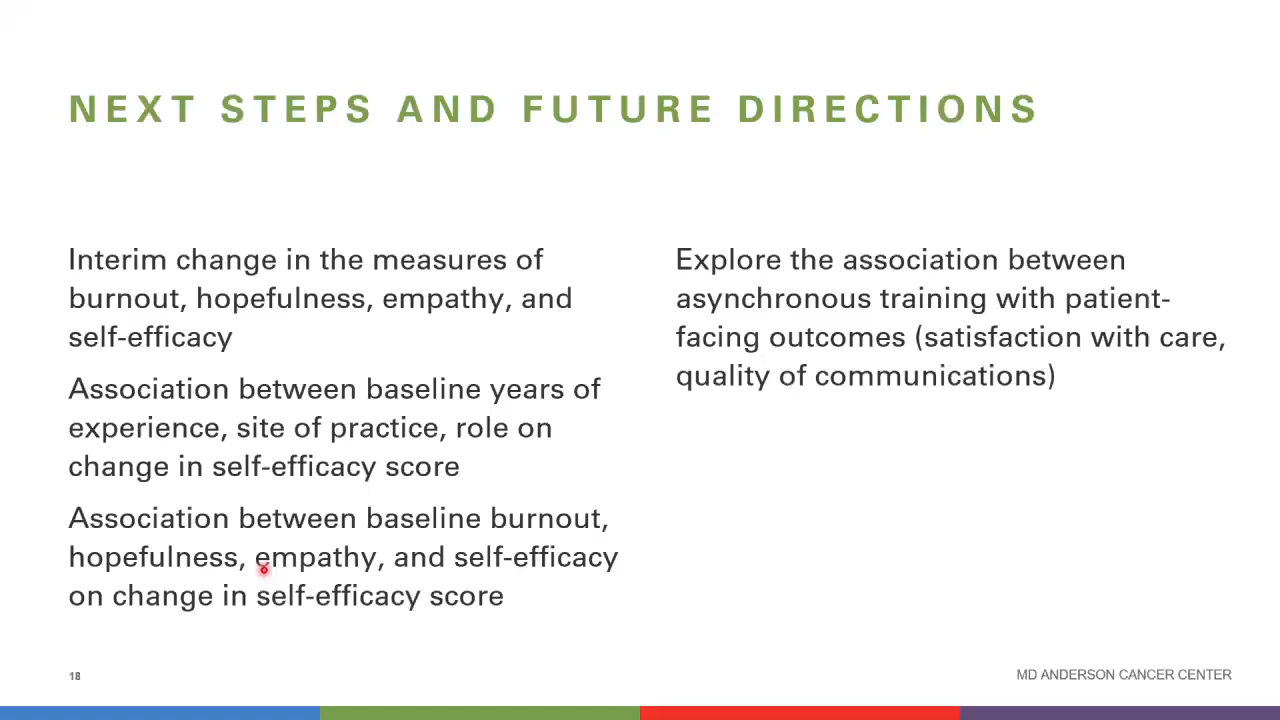 NEXT STEPS AND FUTURE DIRECTIONS
Interim change in the measures of
burnout, hopefulness, empathy, and
self-efficacy
Association between baseline years of
experience, site of practice, role on
change in self-efficacy score
Association between baseline burnout,
hopefulness, empathy, and self-efficacy
on change in self-efficacy score
Explore the association between
asynchronous training with patient-
facing outcomes (satisfaction with care,
quality of communications)
18
MD ANDERSON CANCER CENTER